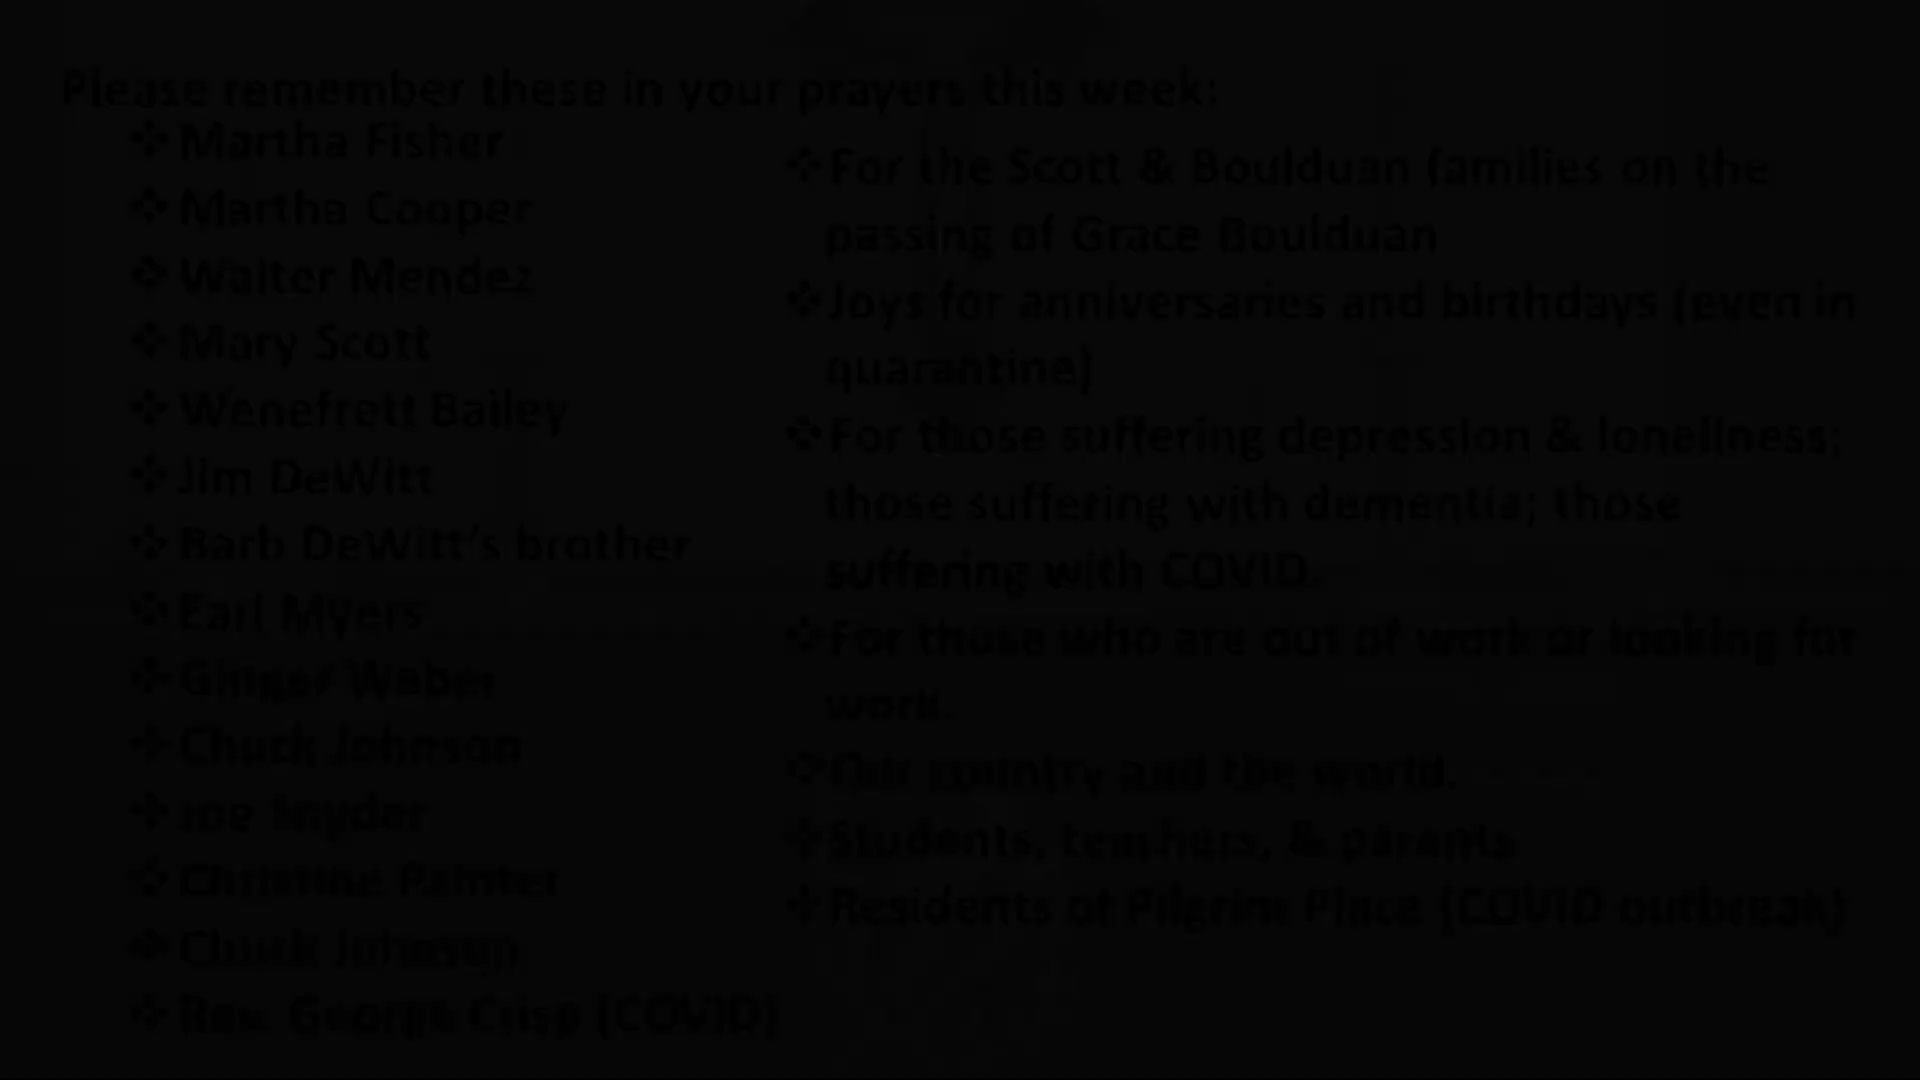 Please remember these in your prayers this week:
❖Martha Fisher
❖Martha Cooper
❖Walter Mendez
❖Mary Scott
❖Wenefrett Bailey
❖Jim DeWitt
❖Barb DeWitt's brother
❖Earl Myers
❖Ginger Weber
❖Chuck Johnson
❖Joe Snyder
❖Christine Painter
❖Chuck Johnson
❖Rev. George Crisp (COVID)
❖For the Scott & Boulduan families on the
passing of Grace Boulduan
❖Joys for anniversaries and birthdays (even in
quarantine)
❖For those suffering depression & loneliness;
those suffering with dementia; those
suffering with COVID.
❖For those who are out of work or looking for
work.
❖Our country and the world.
❖Students, teachers, & parents
❖Residents of Pilgrim Place (COVID outbreak)